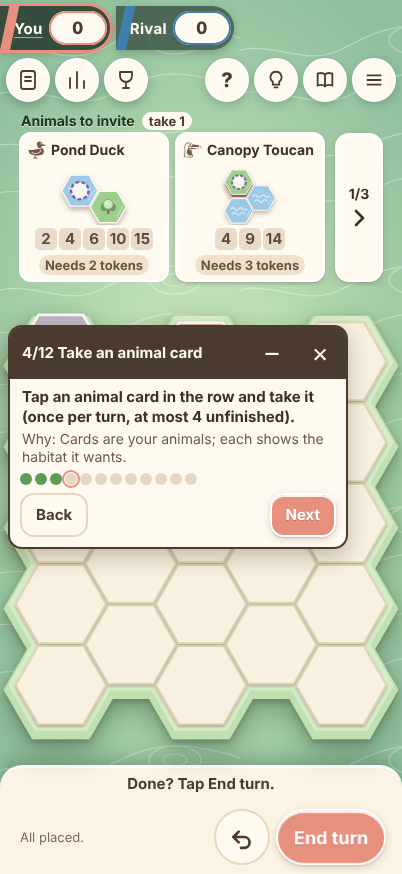 You 0 Rival 0
?
Animals to invite take 1
Pond Duck
2 4 6 10 15
Needs 2 tokens
Canopy Toucan
4 9 14
Needs 3 tokens
1/3
4/12 Take an animal card
Tap an animal card in the row and take it
(once per turn, at most 4 unfinished).
Why: Cards are your animals; each shows the
habitat it wants.
Back Next
Done? Tap End turn.
All placed. End turn